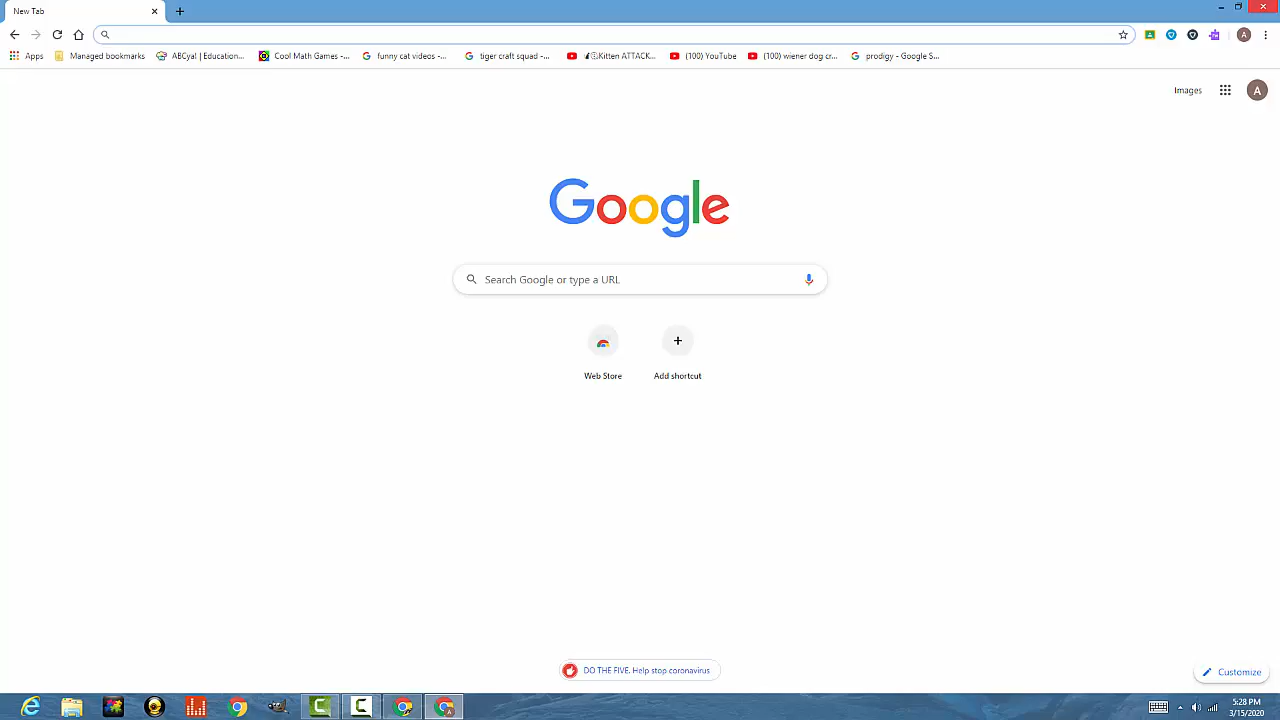 New Tab
Apps Managed bookmarks ABCya! | Education... Cool Math Games -... funny cat videos -... tiger craft squad -... Kitten ATTACK... (100) YouTube (100) wiener dog cr... prodigy - Google S...
Images
A
Google
Search Google or type a URL
Web Store Add shortcut
DO THE FIVE. Help stop coronavirus
Customize
5:28 PM
3/15/2020